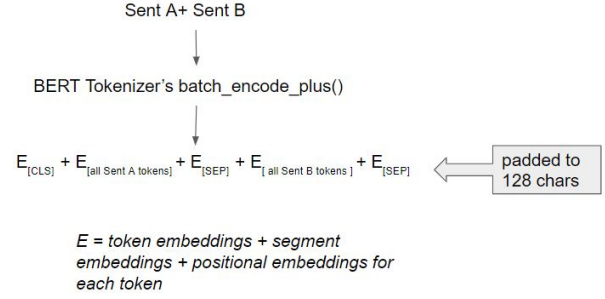 Sent A+ Sent B
BERT Tokenizer's batch_encode_plus()
E[CLS] + E[all Sent A tokens] + E[SEP] + E[ all Sent B tokens ] + E[SEP]
padded to
128 chars
E = token embeddings + segment
embeddings + positional embeddings for
each token